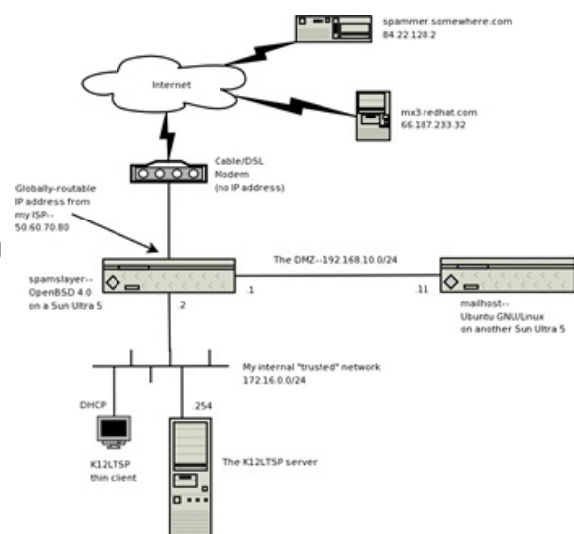 spammer.somewhere.com
84.22.128.2
Internet
mx3.redhat.com
66.187.233.32
Cable/DSL
Modem
(no IP address)
Globally-routable
IP address from
my ISP--
50.60.70.80
The DMZ--192.168.10.0/24
spamslayer--
OpenBSD 4.0
on a Sun Ultra 5
.2
.1
.11
mailhost--
Ubuntu GNU/Linux
on another Sun Ultra 5
My internal "trusted" network
172.16.0.0/24
DHCP
.254
K12LTSP
thin client
The K12LTSP server